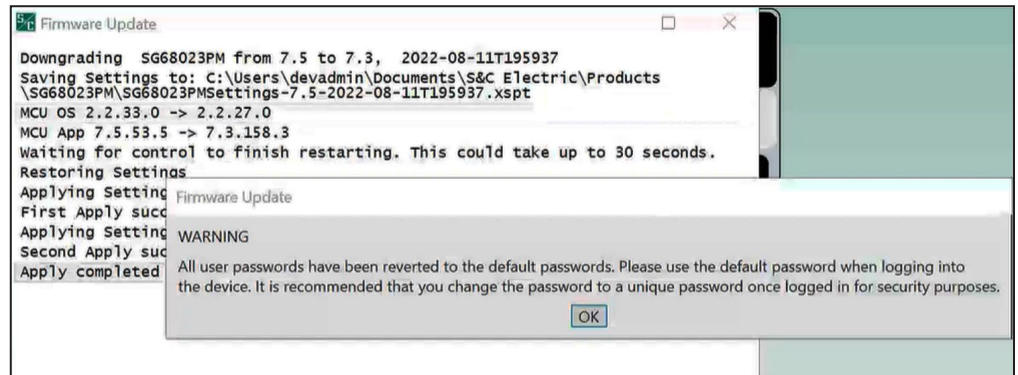 S&C Firmware Update
Downgrading SG68023PM from 7.5 to 7.3, 2022-08-11T195937
Saving Settings to: C:\Users\devadmin\Documents\S&C Electric\Products
\SG68023PM\SG68023PMSettings-7.5-2022-08-11T195937.xspt
MCU OS 2.2.33.0 -> 2.2.27.0
MCU App 7.5.53.5 -> 7.3.158.3
Waiting for control to finish restarting. This could take up to 30 seconds.
Restoring Settings
Applying Setting
First Apply succ
Applying Setting
Second Apply suc
Apply completed
Firmware Update
WARNING
All user passwords have been reverted to the default passwords. Please use the default password when logging into
the device. It is recommended that you change the password to a unique password once logged in for security purposes.
OK